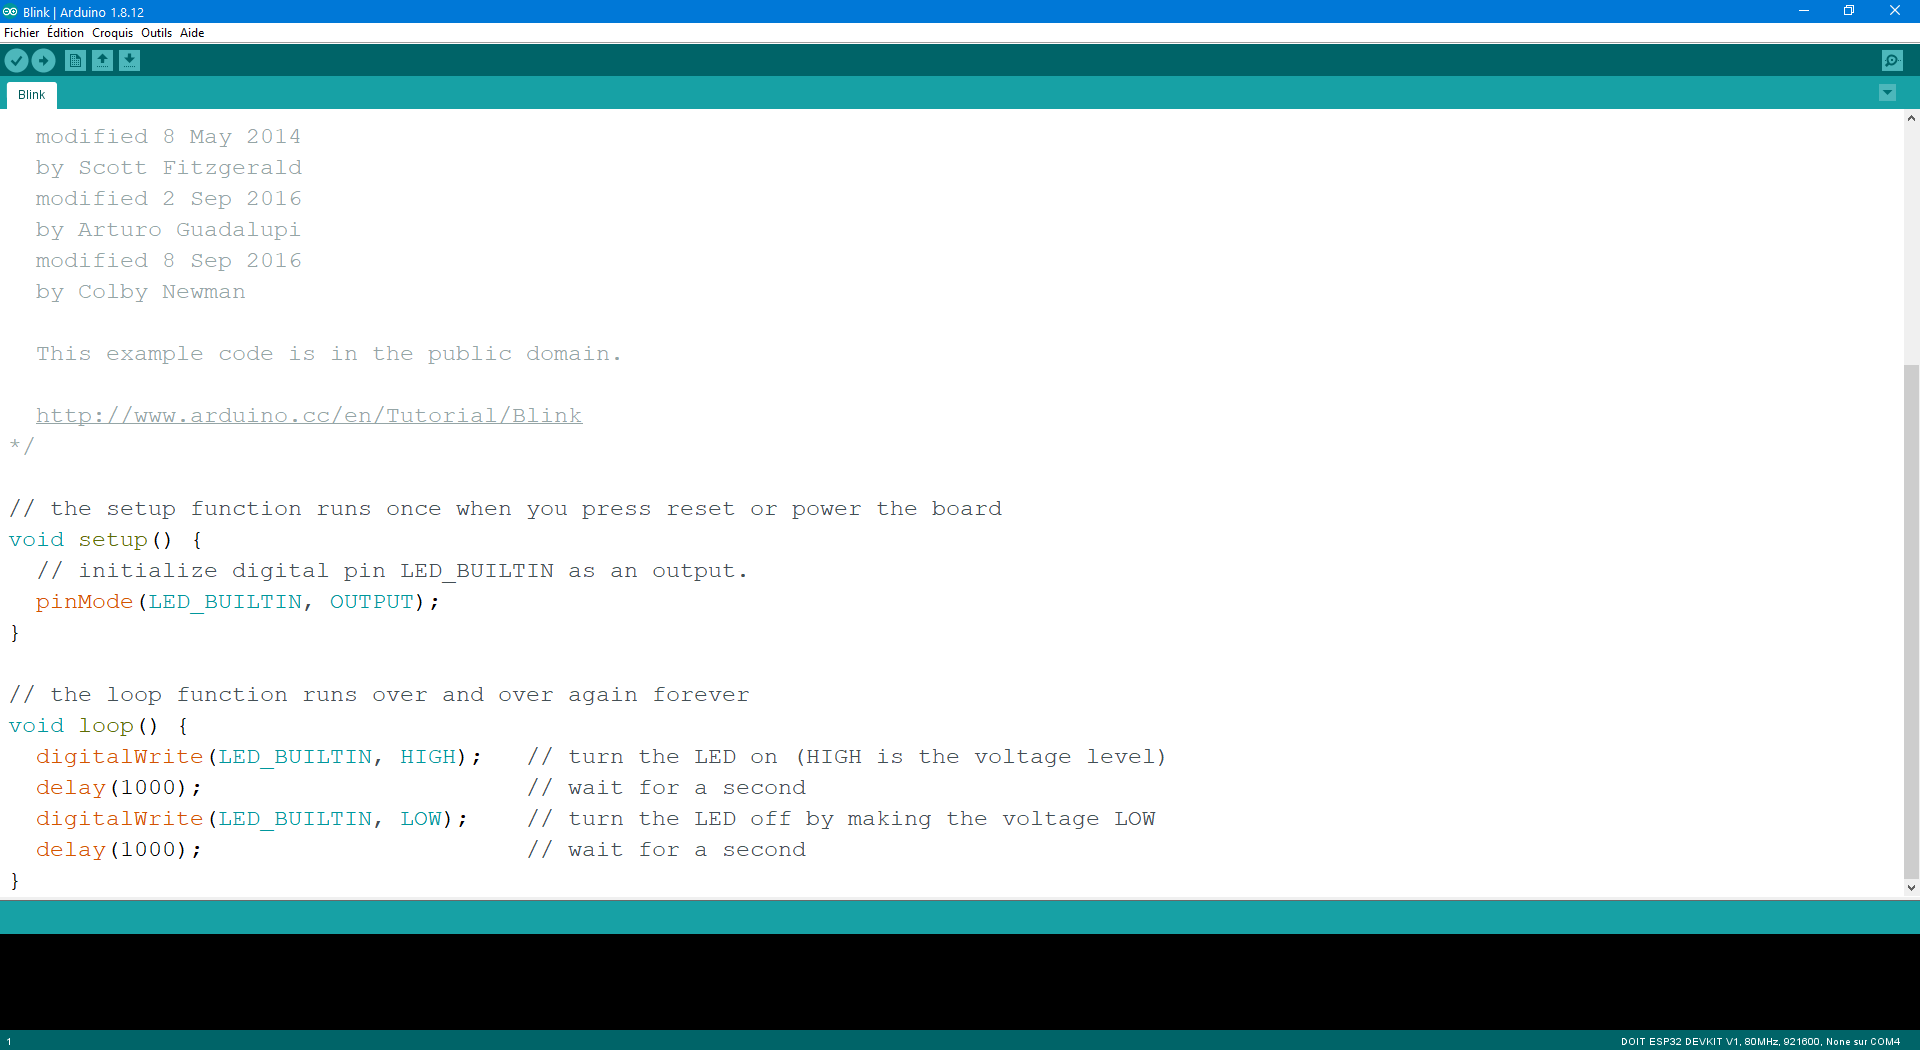 Blink | Arduino 1.8.12
Fichier Édition Croquis Outils Aide
Blink
modified 8 May 2014
by Scott Fitzgerald
modified 2 Sep 2016
by Arturo Guadalupi
modified 8 Sep 2016
by Colby Newman
This example code is in the public domain.
http://www.arduino.cc/en/Tutorial/Blink
*/
// the setup function runs once when you press reset or power the board
void setup() {
// initialize digital pin LED_BUILTIN as an output.
pinMode(LED_BUILTIN, OUTPUT);
}
// the loop function runs over and over again forever
void loop() {
digitalWrite(LED_BUILTIN, HIGH);   // turn the LED on (HIGH is the voltage level)
delay(1000);                       // wait for a second
digitalWrite(LED_BUILTIN, LOW);    // turn the LED off by making the voltage LOW
delay(1000);                       // wait for a second
}
1 DOIT ESP32 DEVKIT V1, 80MHz, 921600, None sur COM4